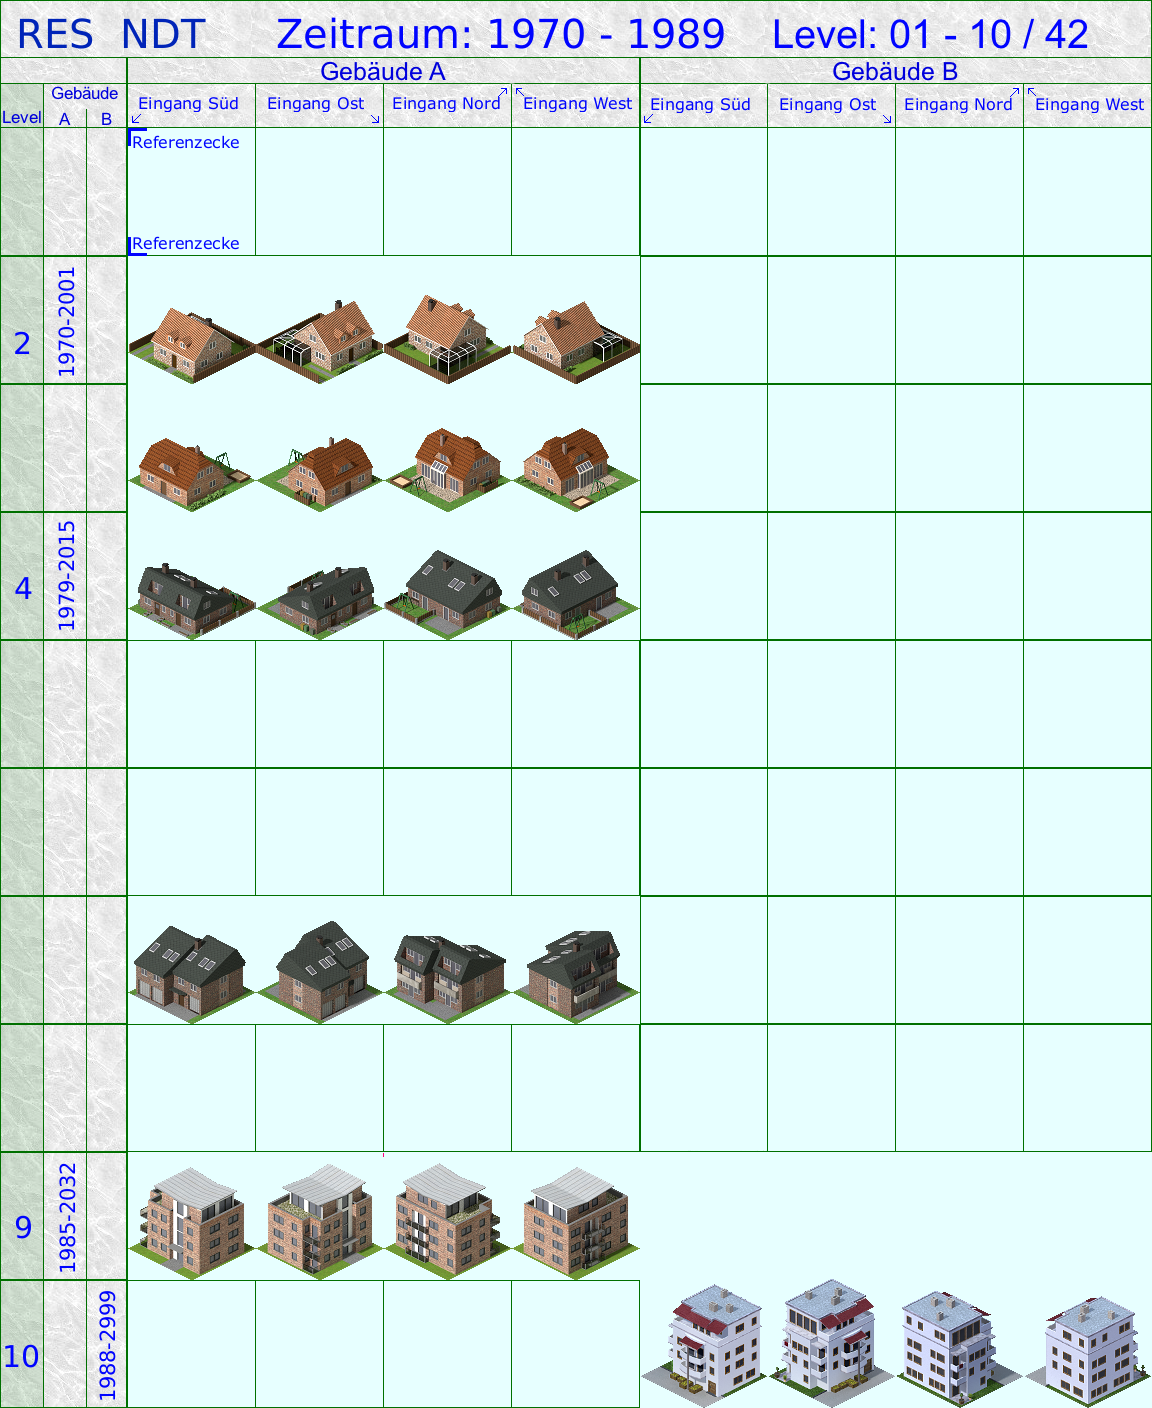 RES NDT Zeitraum: 1970 - 1989 Level: 01 - 10 / 42
Gebäude A Gebäude B
Level Gebäude A B
Eingang Süd Eingang Ost Eingang Nord Eingang West Eingang Süd Eingang Ost Eingang Nord Eingang West
Referenzecke
Referenzecke
2 1970-2001
4 1979-2015
9 1985-2032
10 1988-2999